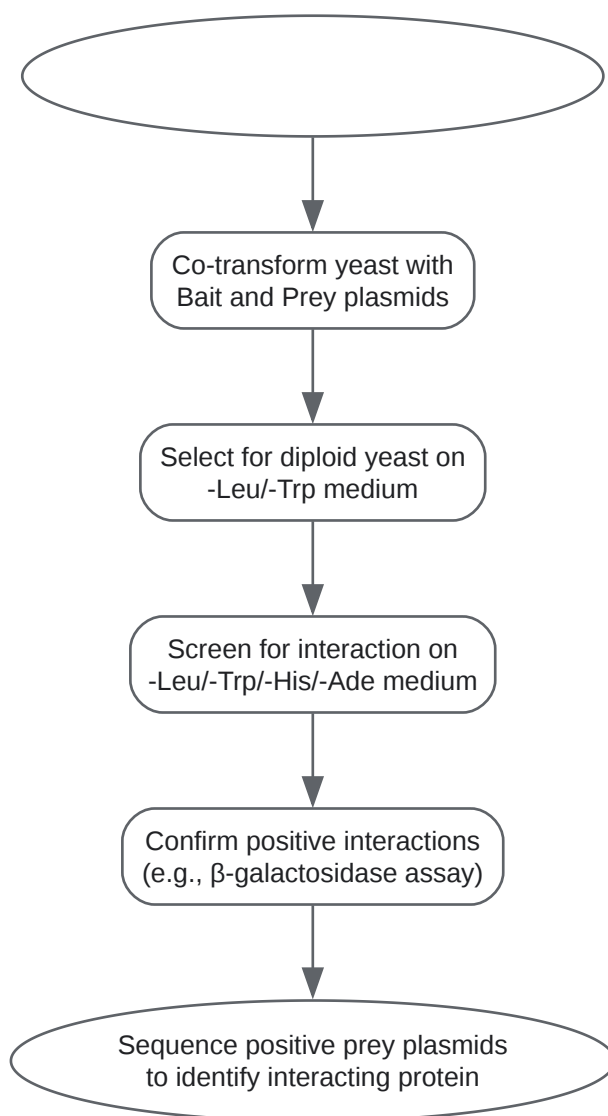 Co-transform yeast with
Bait and Prey plasmids
Select for diploid yeast on
-Leu/-Trp medium
Screen for interaction on
-Leu/-Trp/-His/-Ade medium
Confirm positive interactions
(e.g., β-galactosidase assay)
Sequence positive prey plasmids
to identify interacting protein